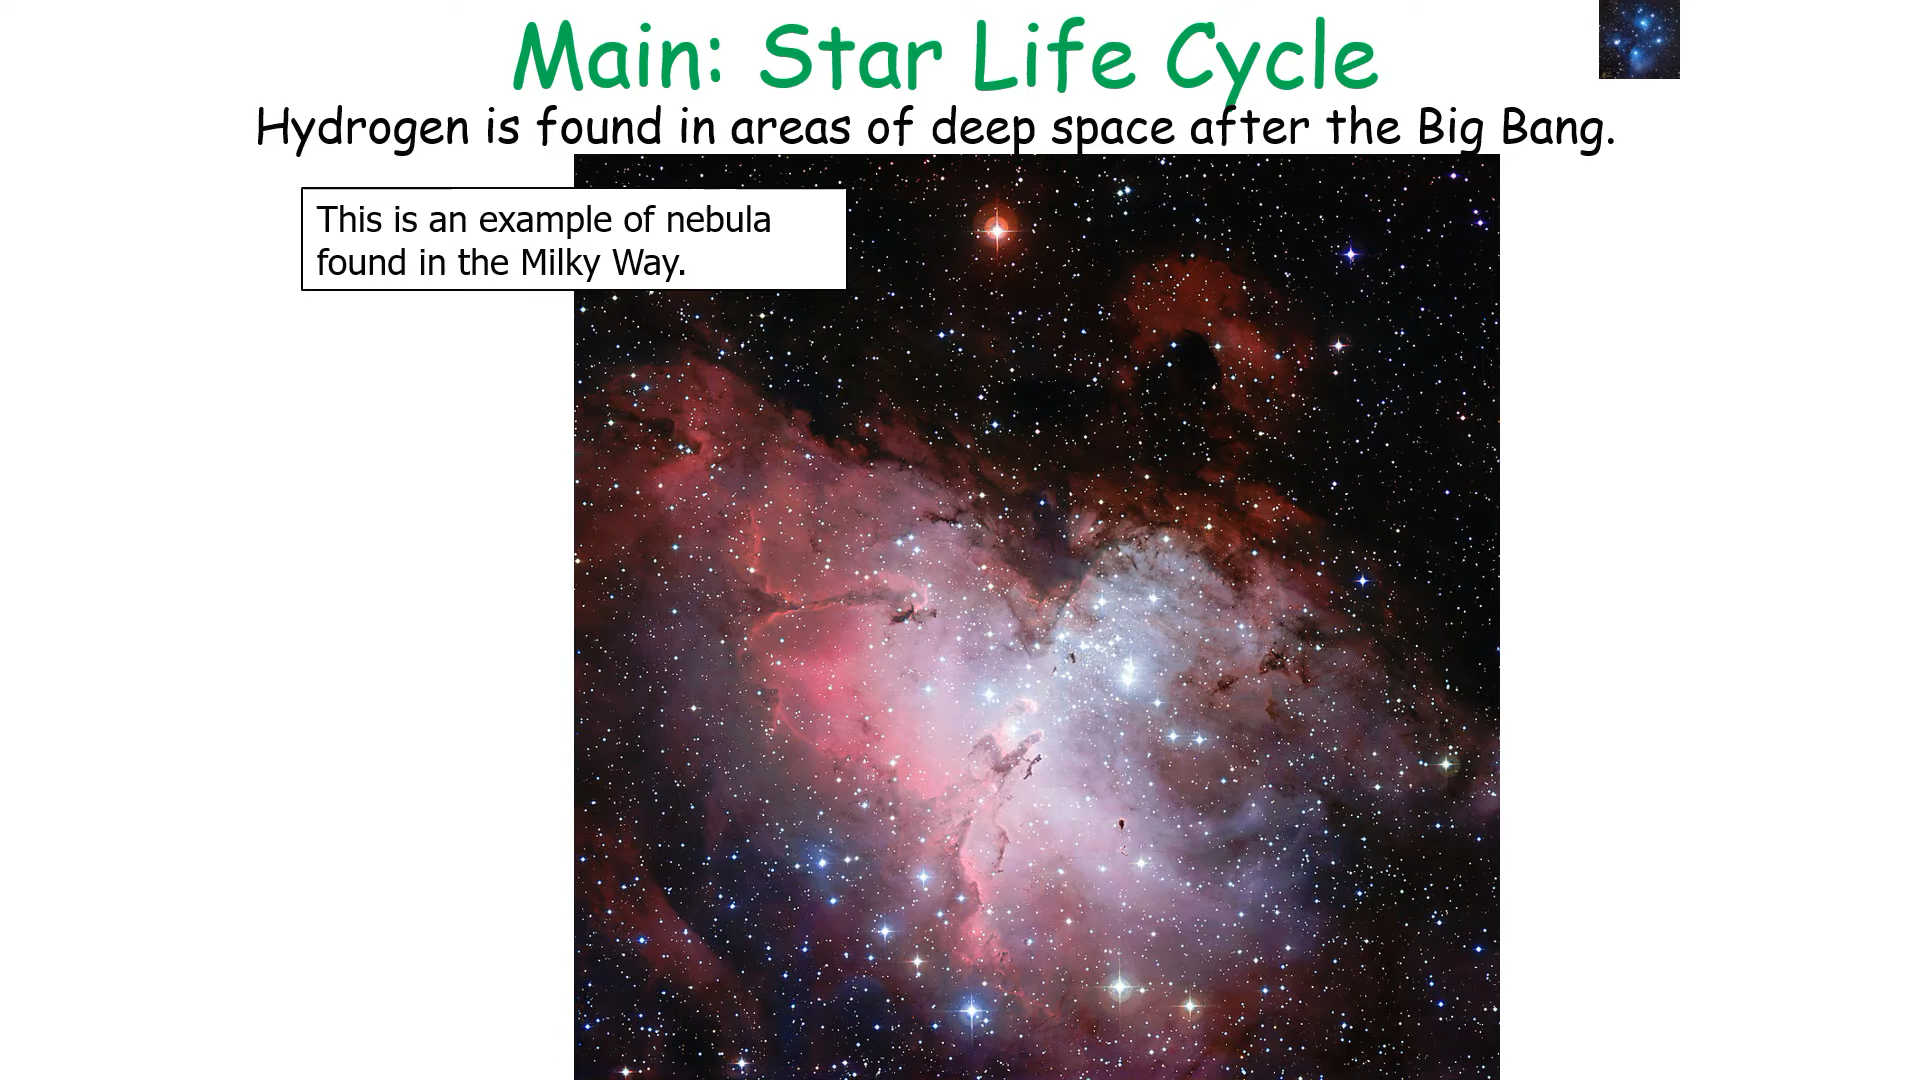 Main: Star Life Cycle
Hydrogen is found in areas of deep space after the Big Bang.
This is an example of nebula
found in the Milky Way.